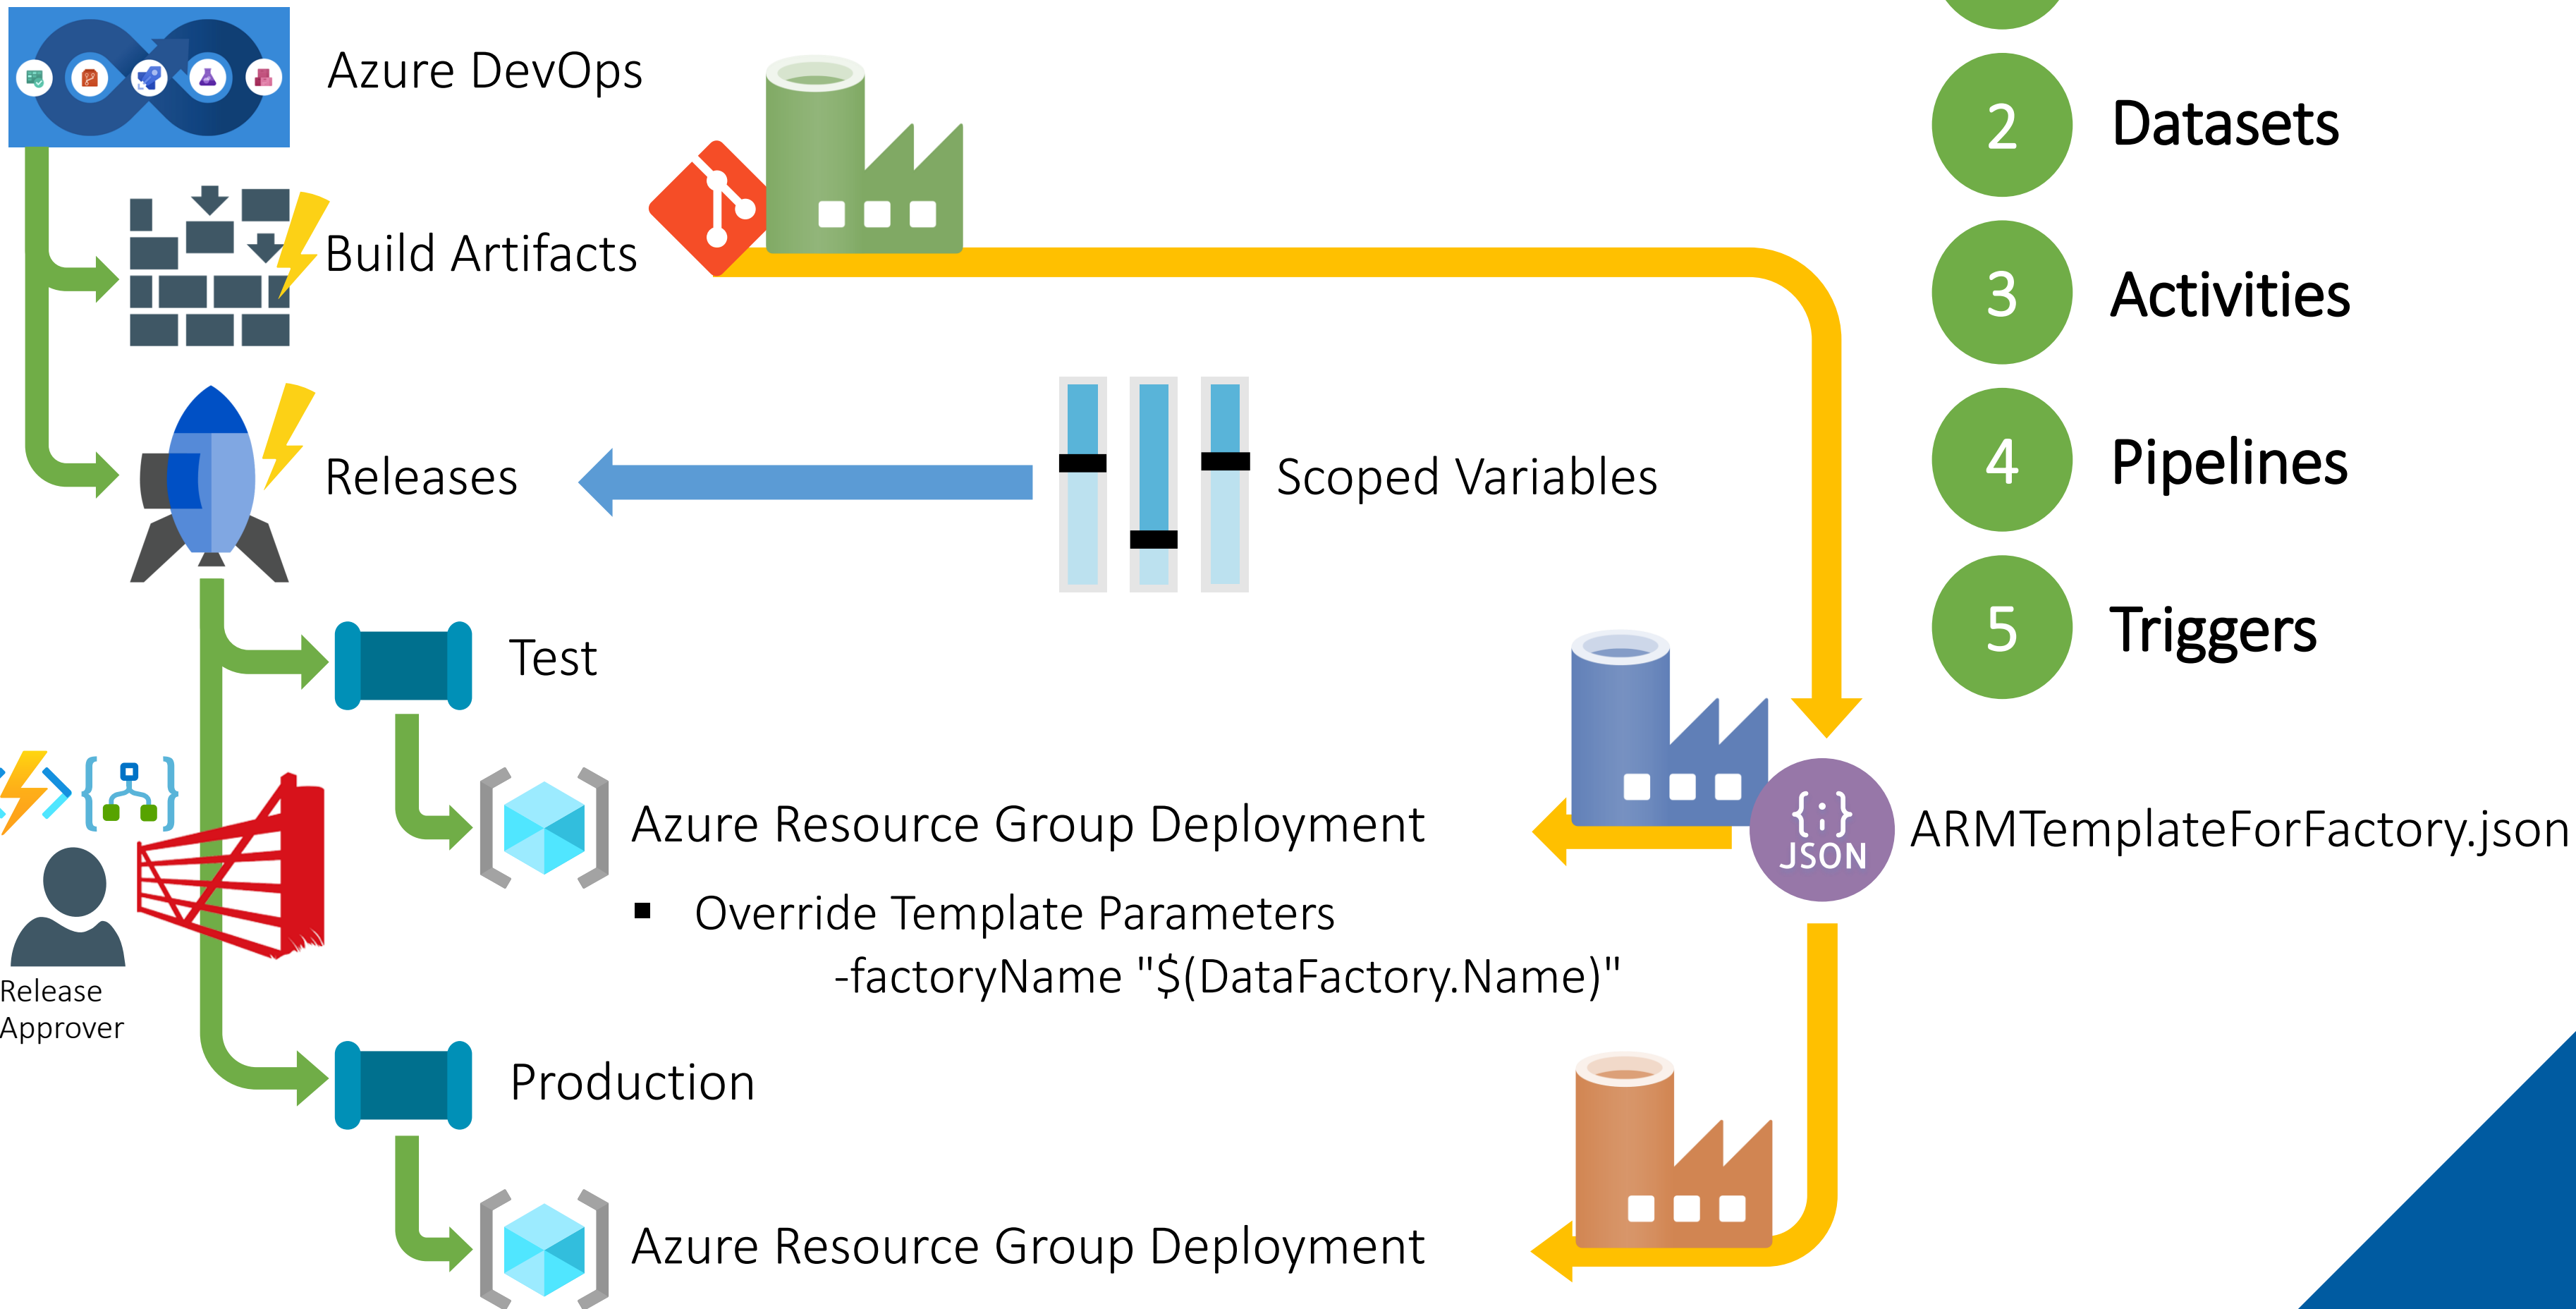 Azure DevOps
Build Artifacts
Releases
Scoped Variables
Test
Azure Resource Group Deployment
▪ Override Template Parameters
-factoryName "$(DataFactory.Name)"
Release
Approver
Production
Azure Resource Group Deployment
{;}
JSON
ARMTemplateForFactory.json
2 Datasets
3 Activities
4 Pipelines
5 Triggers